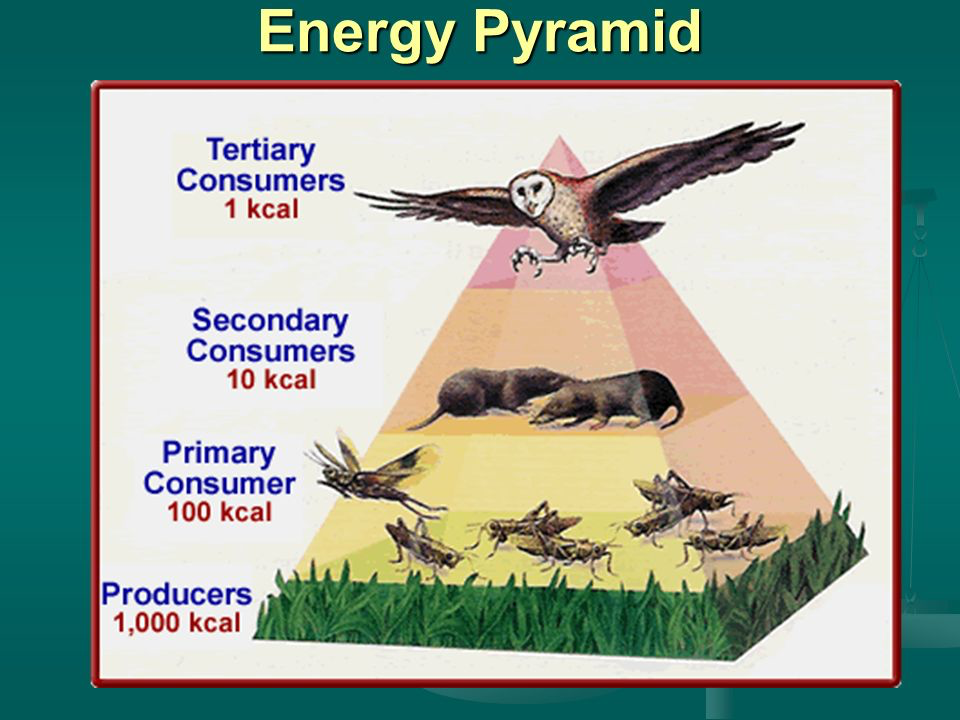 Energy Pyramid
Tertiary
Consumers
1 kcal
Secondary
Consumers
10 kcal
Primary
Consumer
100 kcal
Producers
1,000 kcal